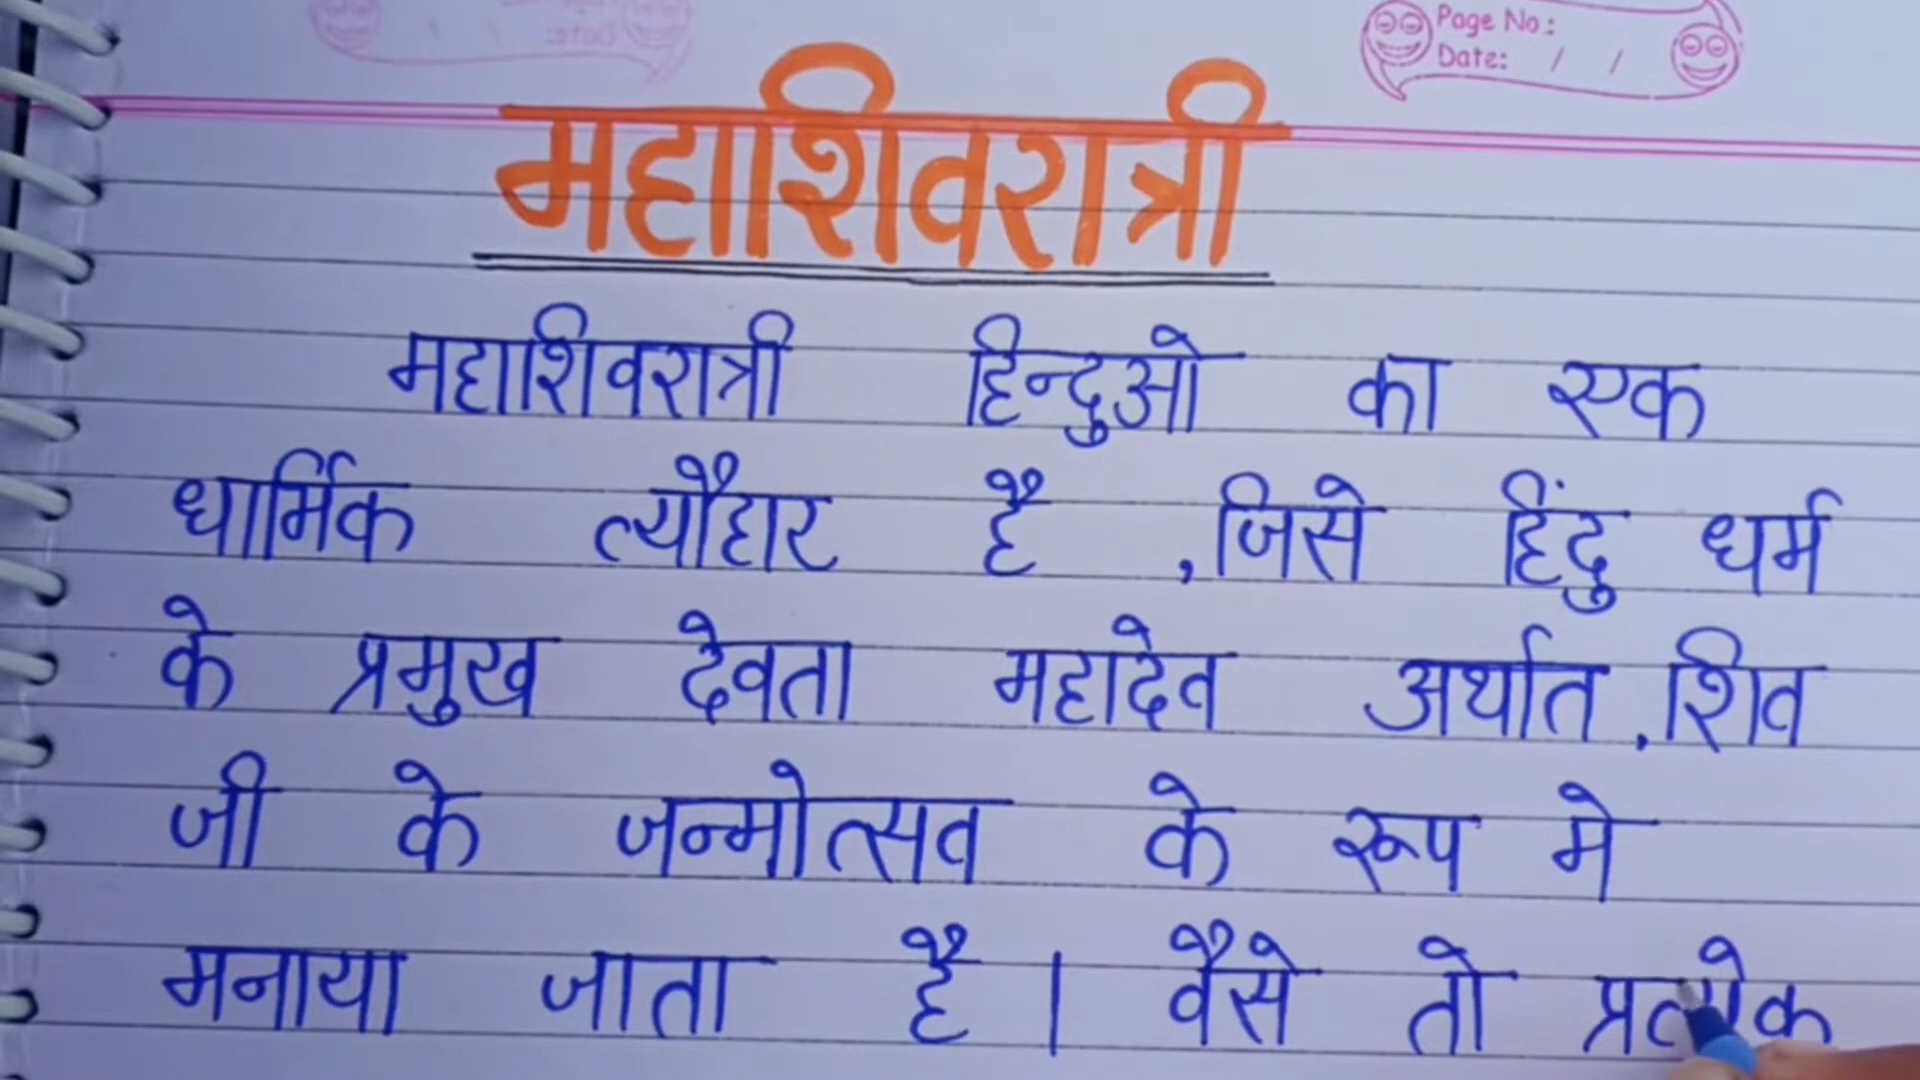 Page No.:
Date: / /
महाशिवरात्री
महाशिवरात्री हिन्दुओ का एक
धार्मिक त्यौहार है ,जिसे हिंदु धर्म
के प्रमुख देवता महादेव अर्थात ,शिव
जी के जन्मोत्सव के रूप मे
मनाया जाता है । वैसे तो प्रत्येक